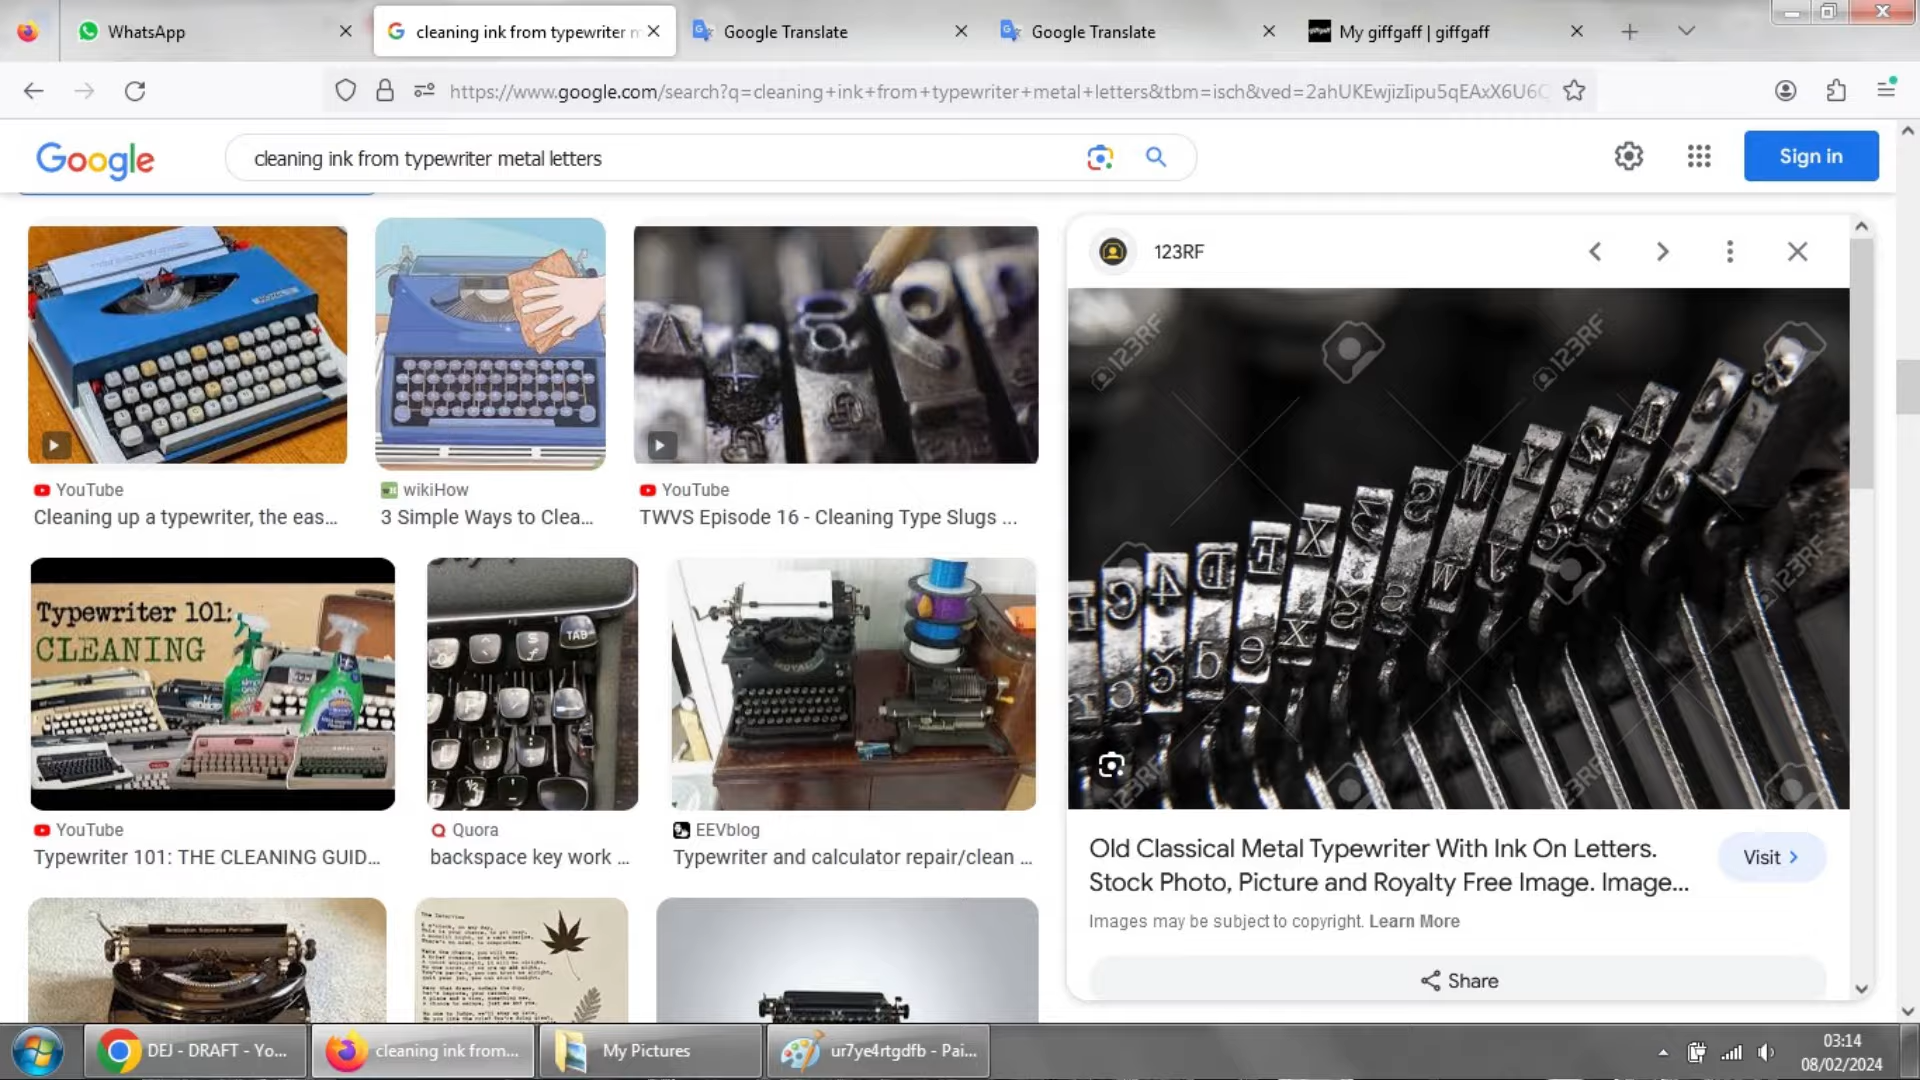 WhatsApp
cleaning ink from typewriter m
Google Translate
Google Translate
My giffgaff | giffgaff
https://www.google.com/search?q=cleaning+ink+from+typewriter+metal+letters&tbm=isch&ved=2ahUKEwjizIipu5qEAxX6U6C
Google
cleaning ink from typewriter metal letters
Sign in
YouTube
Cleaning up a typewriter, the eas...
wikiHow
3 Simple Ways to Clea...
YouTube
TWVS Episode 16 - Cleaning Type Slugs ...
123RF
Typewriter 101:
CLEANING
TAB
YouTube
Typewriter 101: THE CLEANING GUID...
Quora
backspace key work ...
EEVblog
Typewriter and calculator repair/clean ...
123RF
123RF
Old Classical Metal Typewriter With Ink On Letters.
Stock Photo, Picture and Royalty Free Image. Image...
Visit
Images may be subject to copyright. Learn More
Share
The Interview
DEJ - DRAFT - Yo...
cleaning ink from...
My Pictures
ur7ye4rtgdfb - Pai...
03:14
08/02/2024